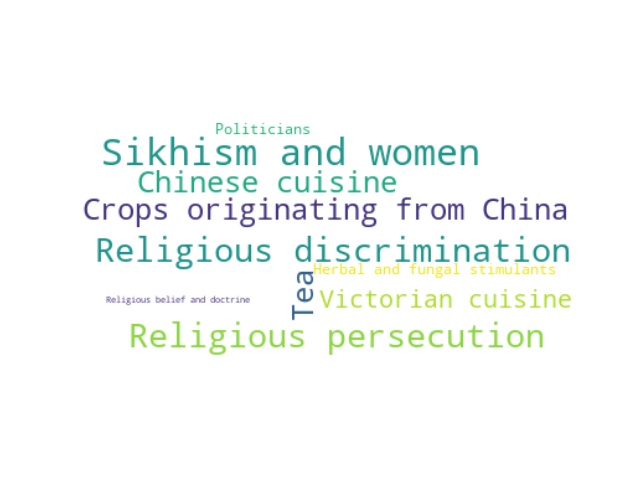 Politicians
Sikhism and women
Chinese cuisine
Crops originating from China
Religious discrimination
Herbal and fungal stimulants
Tea
Religious belief and doctrine
Victorian cuisine
Religious persecution